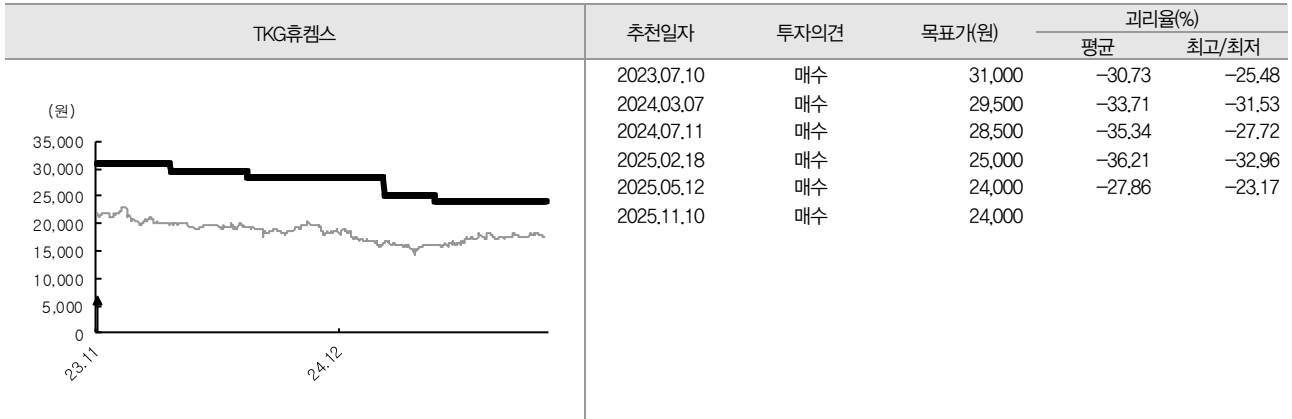 TKG휴켐스
추천일자 투자의견 목표가(원) 괴리율(%)
평균 최고/최저
2023.07.10 매수 31,000 -30.73 -25.48
2024.03.07 매수 29,500 -33.71 -31.53
2024.07.11 매수 28,500 -35.34 -27.72
2025.02.18 매수 25,000 -36.21 -32.96
2025.05.12 매수 24,000 -27.86 -23.17
2025.11.10 매수 24,000
(원)
35,000
30,000
25,000
20,000
15,000
10,000
5,000
0
23.11
24.12